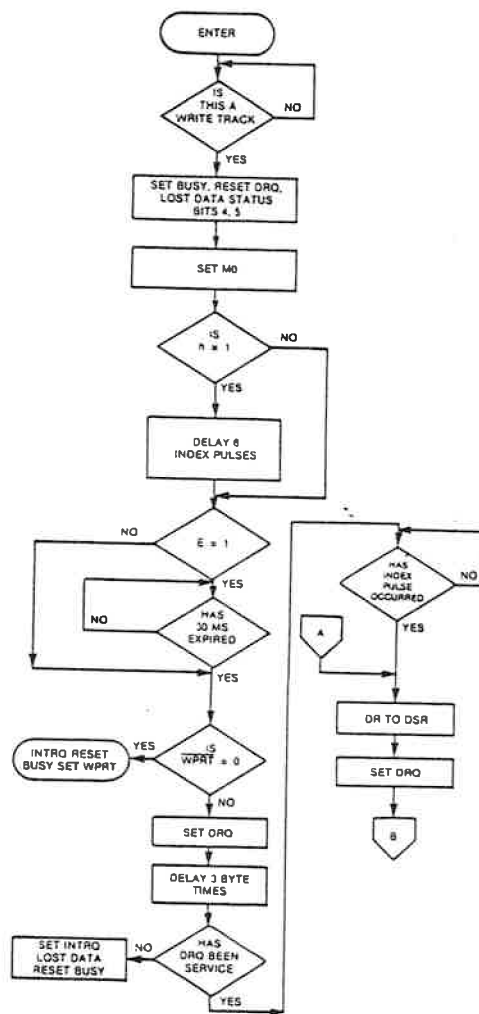 ENTER
IS
THIS A
WRITE TRACK
NO
YES
SET BUSY, RESET DRQ,
LOST DATA STATUS
BITS 4, 5
SET MO
IS
h = 1
NO
YES
DELAY 6
INDEX PULSES
E = 1
NO
YES
HAS
30 MS
EXPIRED
NO
YES
IS
WPRT = 0
YES
INTRQ RESET
BUSY SET WPRT
NO
SET DRQ
DELAY 3 BYTE
TIMES
HAS
DRQ BEEN
SERVICE
NO
SET INTRQ
LOST DATA
RESET BUSY
YES
HAS
INDEX
PULSE
OCCURRED
NO
YES
A
DR TO DSR
SET DRQ
B